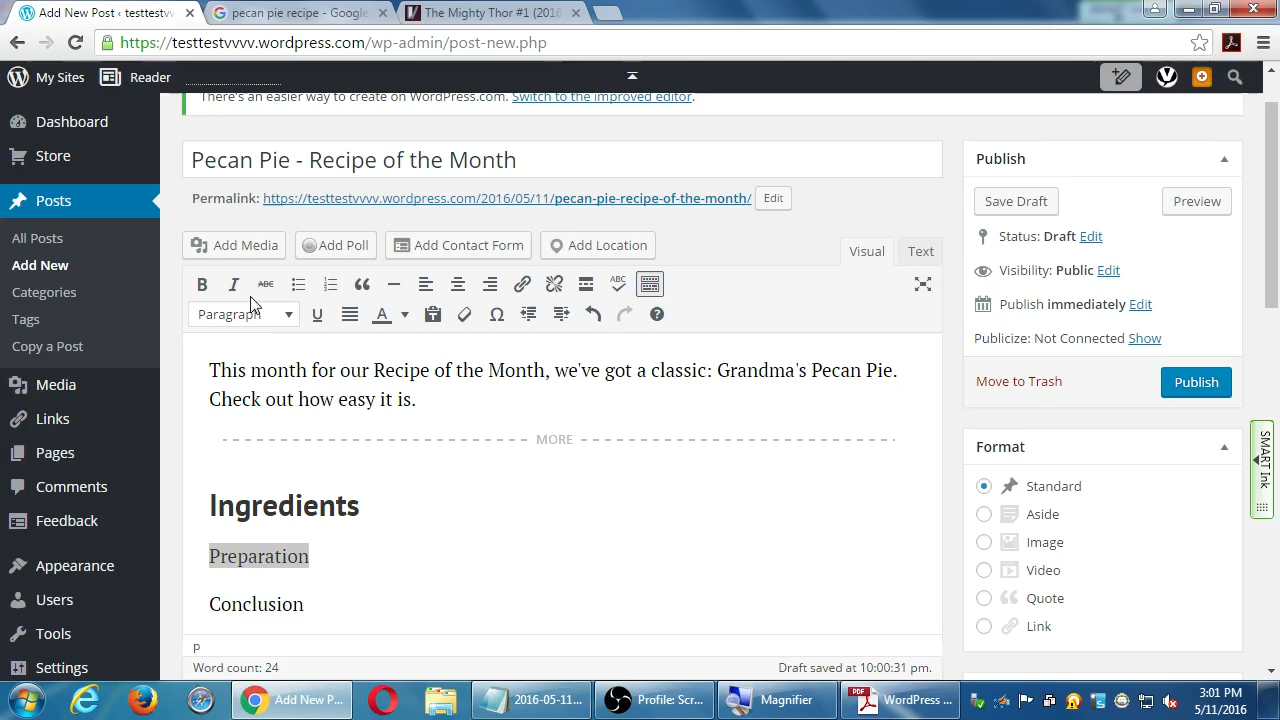 Add New Post ‹ testtestvv
pecan pie recipe - Google
The Mighty Thor #1 (2016
https://testtestvvvv.wordpress.com/wp-admin/post-new.php
My Sites
Reader
There's an easier way to create on WordPress.com. Switch to the improved editor.
Dashboard
Store
Posts
All Posts
Add New
Categories
Tags
Copy a Post
Media
Links
Pages
Comments
Feedback
Appearance
Users
Tools
Settings
Pecan Pie - Recipe of the Month
Permalink: https://testtestvvvv.wordpress.com/2016/05/11/pecan-pie-recipe-of-the-month/ Edit
Add Media
Add Poll
Add Contact Form
Add Location
Visual
Text
B I ABC
ABC
Paragraph
U
A
Ω
This month for our Recipe of the Month, we've got a classic: Grandma's Pecan Pie.
Check out how easy it is.
MORE
Ingredients
Preparation
Conclusion
p
Word count: 24
Draft saved at 10:00:31 pm.
Publish
Save Draft
Preview
Status: Draft Edit
Visibility: Public Edit
Publish immediately Edit
Publicize: Not Connected Show
Move to Trash
Publish
Format
Standard
Aside
Image
Video
Quote
Link
SMART Ink
Add New P...
2016-05-11...
Profile: Scr...
Magnifier
PDF
WordPress ...
3:01 PM
5/11/2016